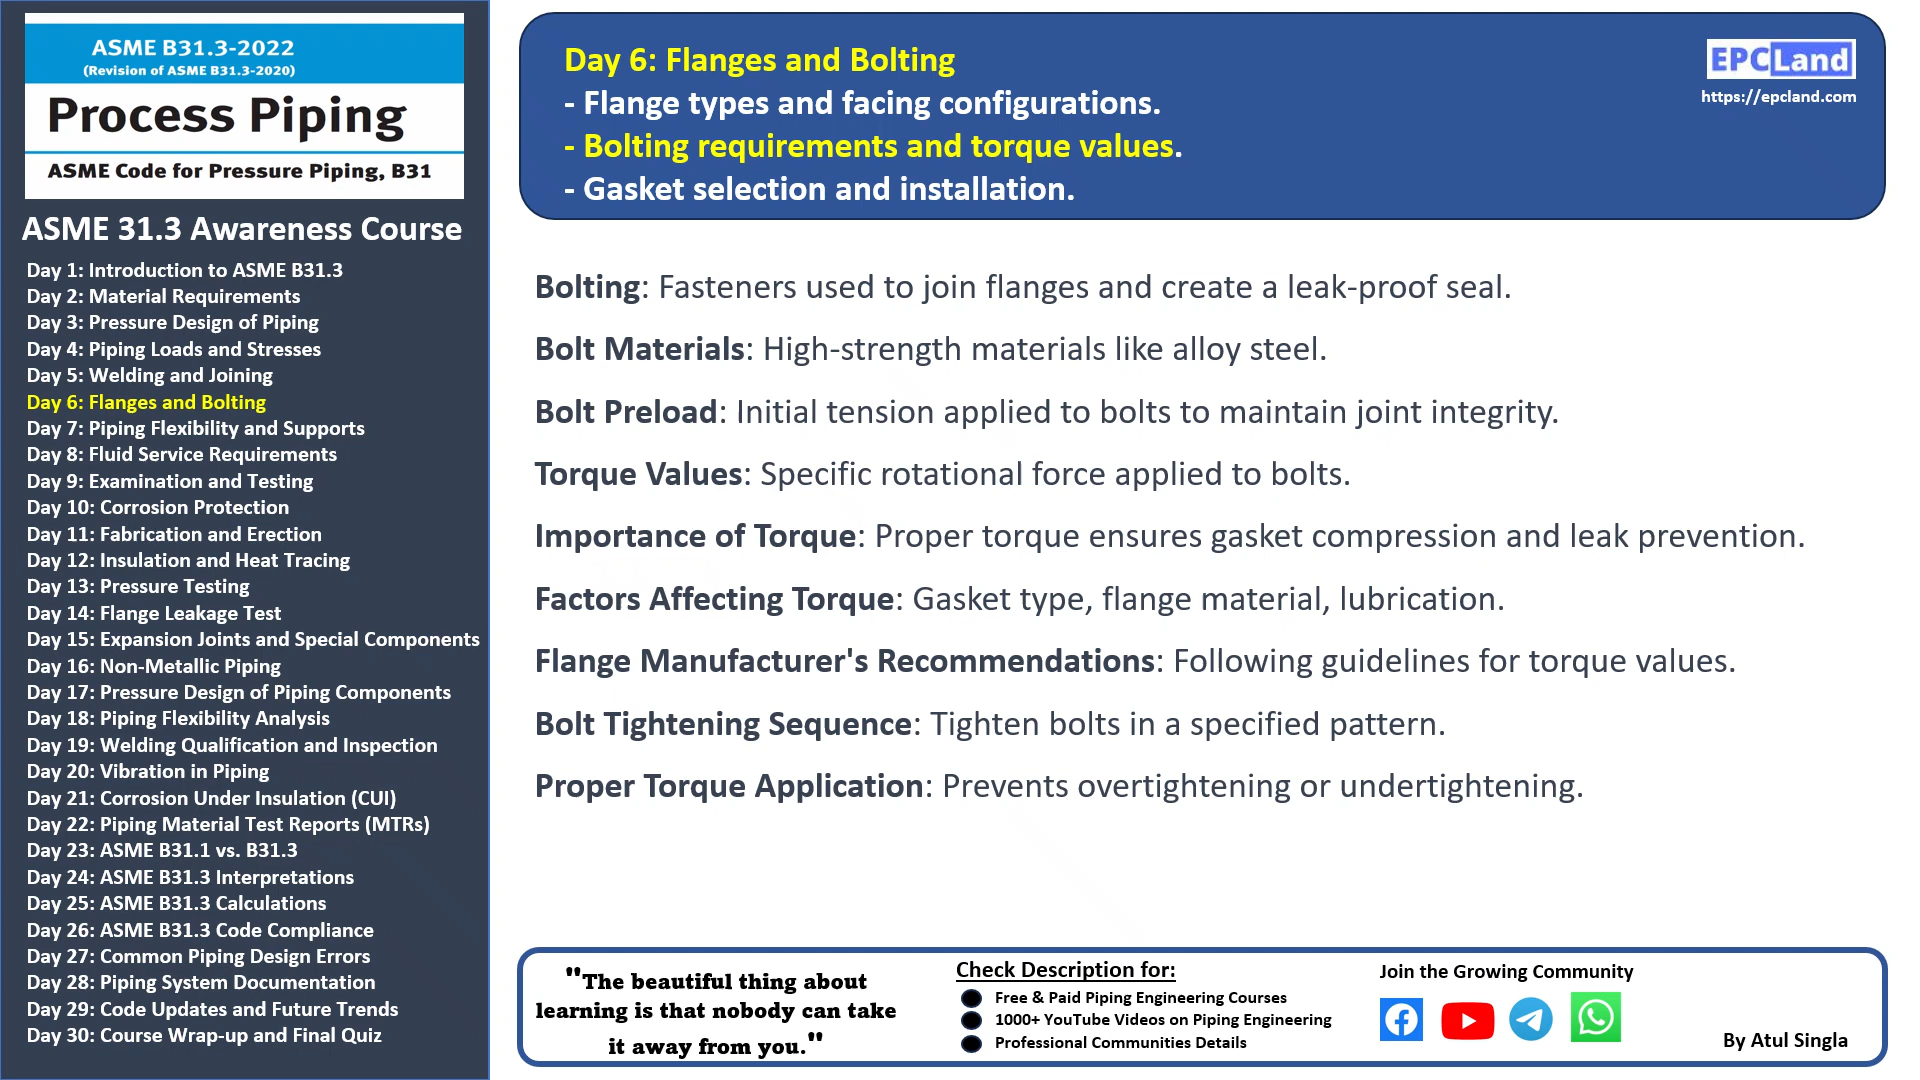 ASME B31.3-2022
(Revision of ASME B31.3-2020)
Process Piping
ASME Code for Pressure Piping, B31
ASME 31.3 Awareness Course
Day 1: Introduction to ASME B31.3
Day 2: Material Requirements
Day 3: Pressure Design of Piping
Day 4: Piping Loads and Stresses
Day 5: Welding and Joining
Day 6: Flanges and Bolting
Day 7: Piping Flexibility and Supports
Day 8: Fluid Service Requirements
Day 9: Examination and Testing
Day 10: Corrosion Protection
Day 11: Fabrication and Erection
Day 12: Insulation and Heat Tracing
Day 13: Pressure Testing
Day 14: Flange Leakage Test
Day 15: Expansion Joints and Special Components
Day 16: Non-Metallic Piping
Day 17: Pressure Design of Piping Components
Day 18: Piping Flexibility Analysis
Day 19: Welding Qualification and Inspection
Day 20: Vibration in Piping
Day 21: Corrosion Under Insulation (CUI)
Day 22: Piping Material Test Reports (MTRs)
Day 23: ASME B31.1 vs. B31.3
Day 24: ASME B31.3 Interpretations
Day 25: ASME B31.3 Calculations
Day 26: ASME B31.3 Code Compliance
Day 27: Common Piping Design Errors
Day 28: Piping System Documentation
Day 29: Code Updates and Future Trends
Day 30: Course Wrap-up and Final Quiz
Day 6: Flanges and Bolting
- Flange types and facing configurations.
- Bolting requirements and torque values.
- Gasket selection and installation.
EPCLand
https://epcland.com
Bolting: Fasteners used to join flanges and create a leak-proof seal.
Bolt Materials: High-strength materials like alloy steel.
Bolt Preload: Initial tension applied to bolts to maintain joint integrity.
Torque Values: Specific rotational force applied to bolts.
Importance of Torque: Proper torque ensures gasket compression and leak prevention.
Factors Affecting Torque: Gasket type, flange material, lubrication.
Flange Manufacturer's Recommendations: Following guidelines for torque values.
Bolt Tightening Sequence: Tighten bolts in a specified pattern.
Proper Torque Application: Prevents overtightening or undertightening.
"The beautiful thing about
learning is that nobody can take
it away from you."
Check Description for:
Free & Paid Piping Engineering Courses
1000+ YouTube Videos on Piping Engineering
Professional Communities Details
Join the Growing Community
By Atul Singla